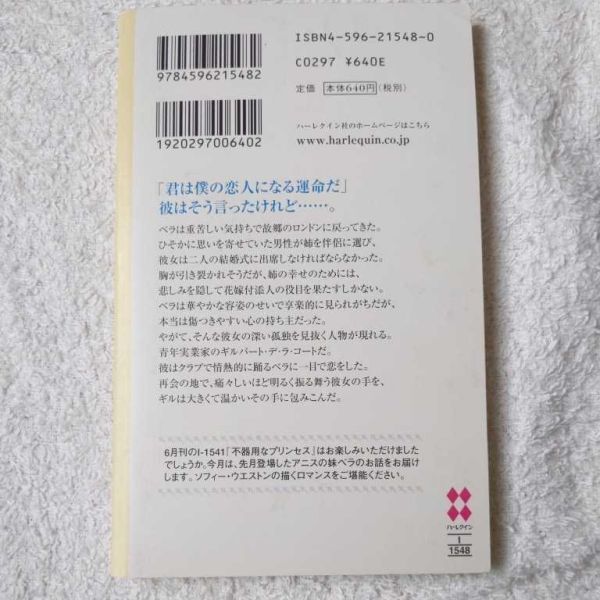 ISBN4-596-21548-0
C0297 ¥640E
定価 本体640円(税別)
9784596215482
ハーレクイン社のホームページはこちら
www.harlequin.co.jp
1920297006402
「君は僕の恋人になる運命だ」
彼はそう言ったけれど……。
ベラは重苦しい気持ちで故郷のロンドンに戻ってきた。
ひそかに思いを寄せていた男性が姉を伴侶に選び、
彼女は二人の結婚式に出席しなければならなかった。
胸が引き裂かれそうだが、姉の幸せのためには、
悲しみを隠して花嫁付添人の役目を果たすしかない。
ベラは華やかな容姿のせいで享楽的に見られがちだが、
本当は傷つきやすい心の持ち主だった。
やがて、そんな彼女の深い孤独を見抜く人物が現れる。
青年実業家のギルバート・デ・ラ・コートだ。
彼はクラブで情熱的に踊るベラに一目で恋をした。
再会の地で、痛々しいほど明るく振る舞う彼女の手を、
ギルは大きくて温かいその手に包みこんだ。
6月刊のI-1541「不器用なプリンセス」はお楽しみいただけました
でしょうか。今月は、先月登場したアニスの妹ベラのお話をお届け
します。ソフィー・ウエストンの描くロマンスをご堪能ください。
ハーレクイン
I
1548